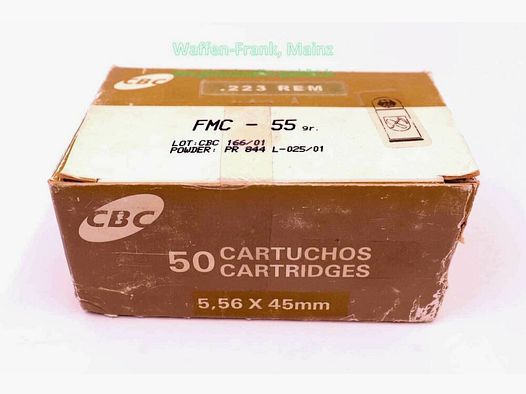 Waffen-Frank, Mainz
CBC
.223 REM
FMC - 55 gr.
LOT:CBC 166/01
POWDER: PR 844 L-025/01
CBC
50 CARTUCHOS
CARTRIDGES
5,56 X 45mm